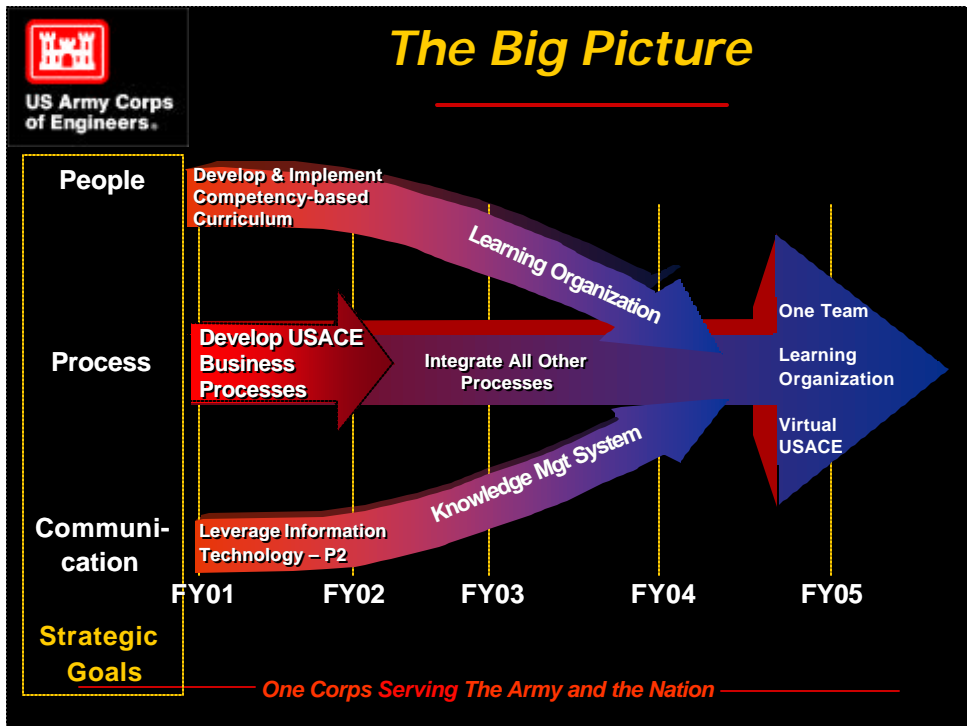 The Big Picture
US Army Corps
of Engineers®
People
Develop & Implement
Competency-based
Curriculum
Learning Organization
Process
Develop USACE
Business
Processes
Integrate All Other
Processes
One Team
Learning
Organization
Virtual
USACE
Knowledge Mgt System
Communi-
cation
Leverage Information
Technology – P2
FY01 FY02 FY03 FY04 FY05
Strategic
Goals
One Corps Serving The Army and the Nation